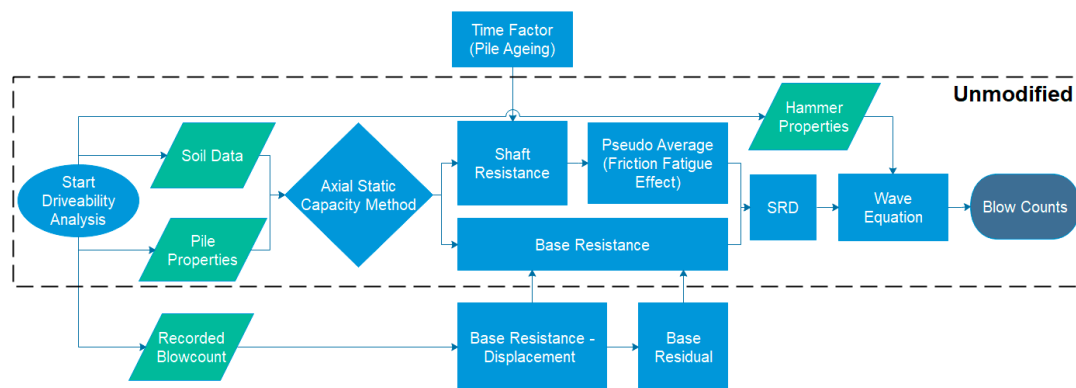 Time Factor
(Pile Ageing)
Unmodified
Hammer
Properties
Soil Data
Start
Driveability
Analysis
Pile
Properties
Axial Static
Capacity Method
Shaft
Resistance
Pseudo Average
(Friction Fatigue
Effect)
Base Resistance
SRD
Wave
Equation
Blow Counts
Recorded
Blowcount
Base Resistance -
Displacement
Base
Residual